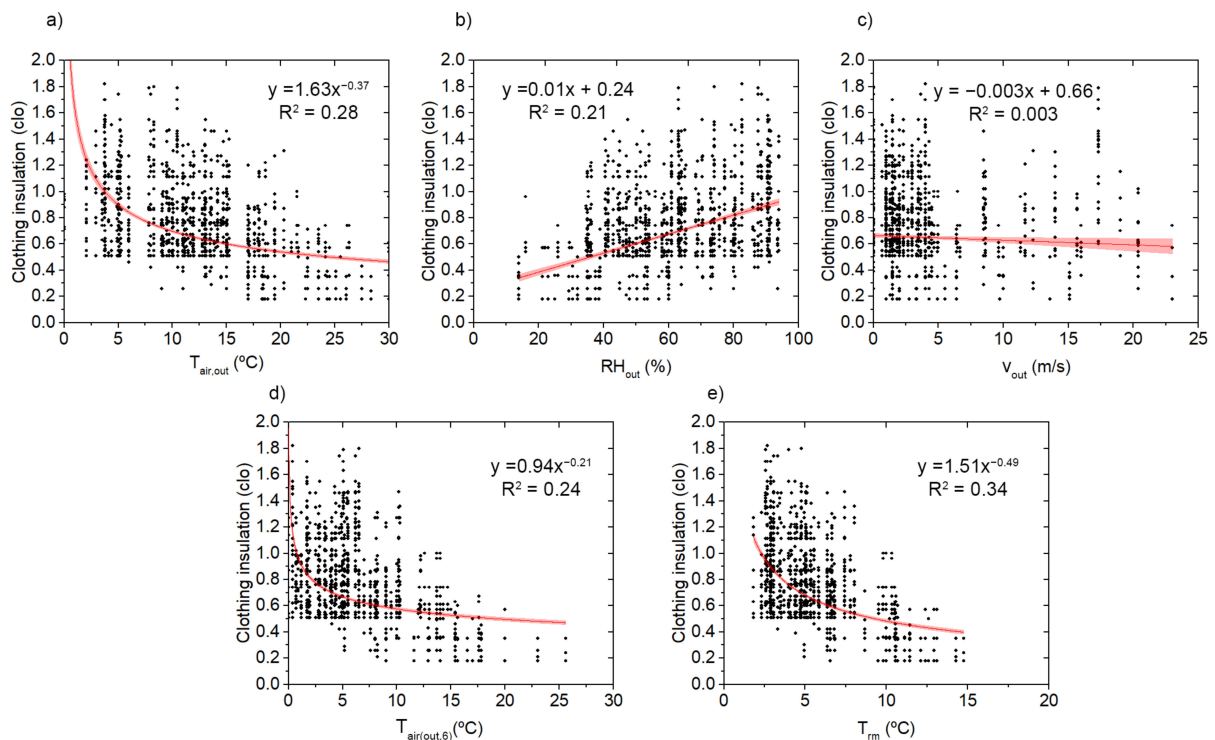 a)
y =1.63x⁻⁰·³⁷
R² = 0.28
Clothing insulation (clo)
2.0
1.8
1.6
1.4
1.2
1.0
0.8
0.6
0.4
0.2
0.0
0 5 10 15 20 25 30
T_air,out (ºC)
b)
y =0.01x + 0.24
R² = 0.21
Clothing insulation (clo)
2.0
1.8
1.6
1.4
1.2
1.0
0.8
0.6
0.4
0.2
0.0
0 20 40 60 80 100
RH_out (%)
c)
y = −0.003x + 0.66
R² = 0.003
Clothing insulation (clo)
2.0
1.8
1.6
1.4
1.2
1.0
0.8
0.6
0.4
0.2
0.0
0 5 10 15 20 25
v_out (m/s)
d)
y =0.94x⁻⁰·²¹
R² = 0.24
Clothing insulation (clo)
2.0
1.8
1.6
1.4
1.2
1.0
0.8
0.6
0.4
0.2
0.0
0 5 10 15 20 25 30
T_air(out,6)(ºC)
e)
y =1.51x⁻⁰·⁴⁹
R² = 0.34
Clothing insulation (clo)
2.0
1.8
1.6
1.4
1.2
1.0
0.8
0.6
0.4
0.2
0.0
0 5 10 15 20
T_rm (ºC)